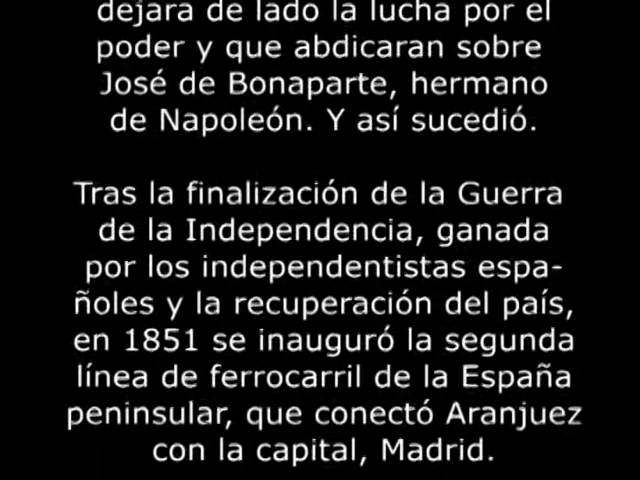 dejara de lado la lucha por el
poder y que abdicaran sobre
José de Bonaparte, hermano
de Napoleón. Y así sucedió.
Tras la finalización de la Guerra
de la Independencia, ganada
por los independentistas espa-
ñoles y la recuperación del país,
en 1851 se inauguró la segunda
línea de ferrocarril de la España
peninsular, que conectó Aranjuez
con la capital, Madrid.